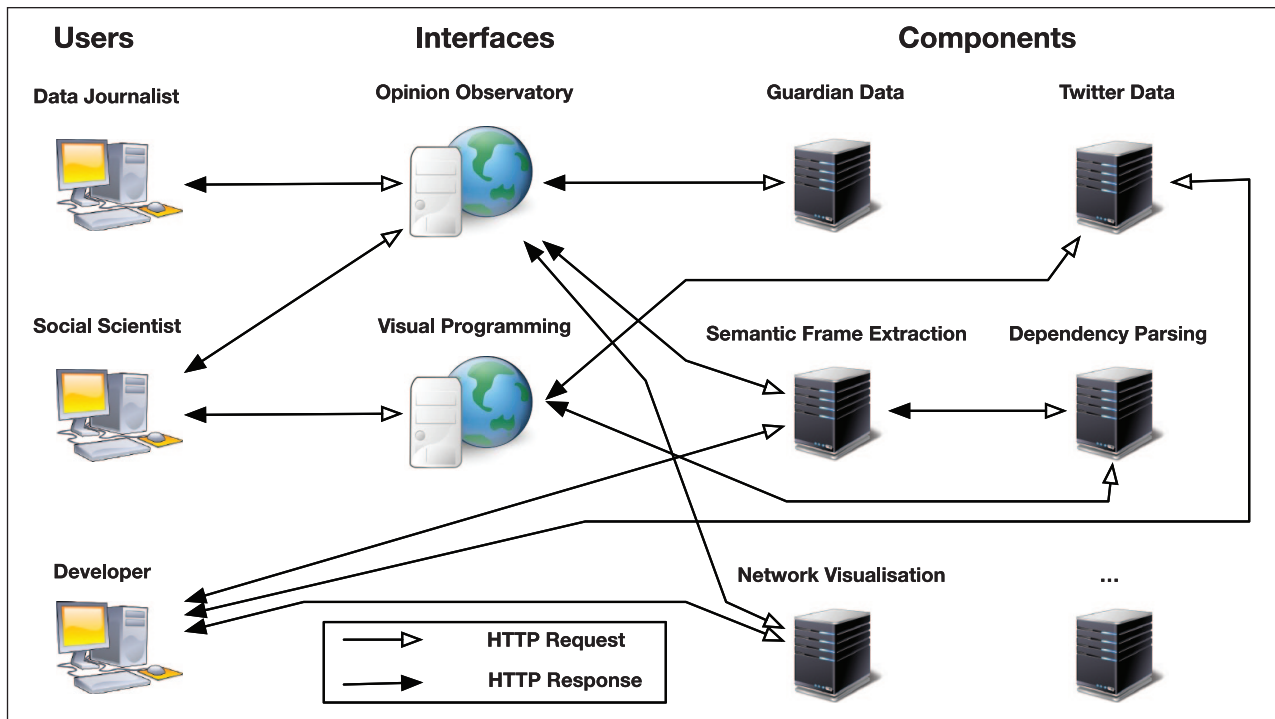 Users
Interfaces
Components
Data Journalist
Opinion Observatory
Guardian Data
Twitter Data
Social Scientist
Visual Programming
Semantic Frame Extraction
Dependency Parsing
Developer
Network Visualisation
...
HTTP Request
HTTP Response